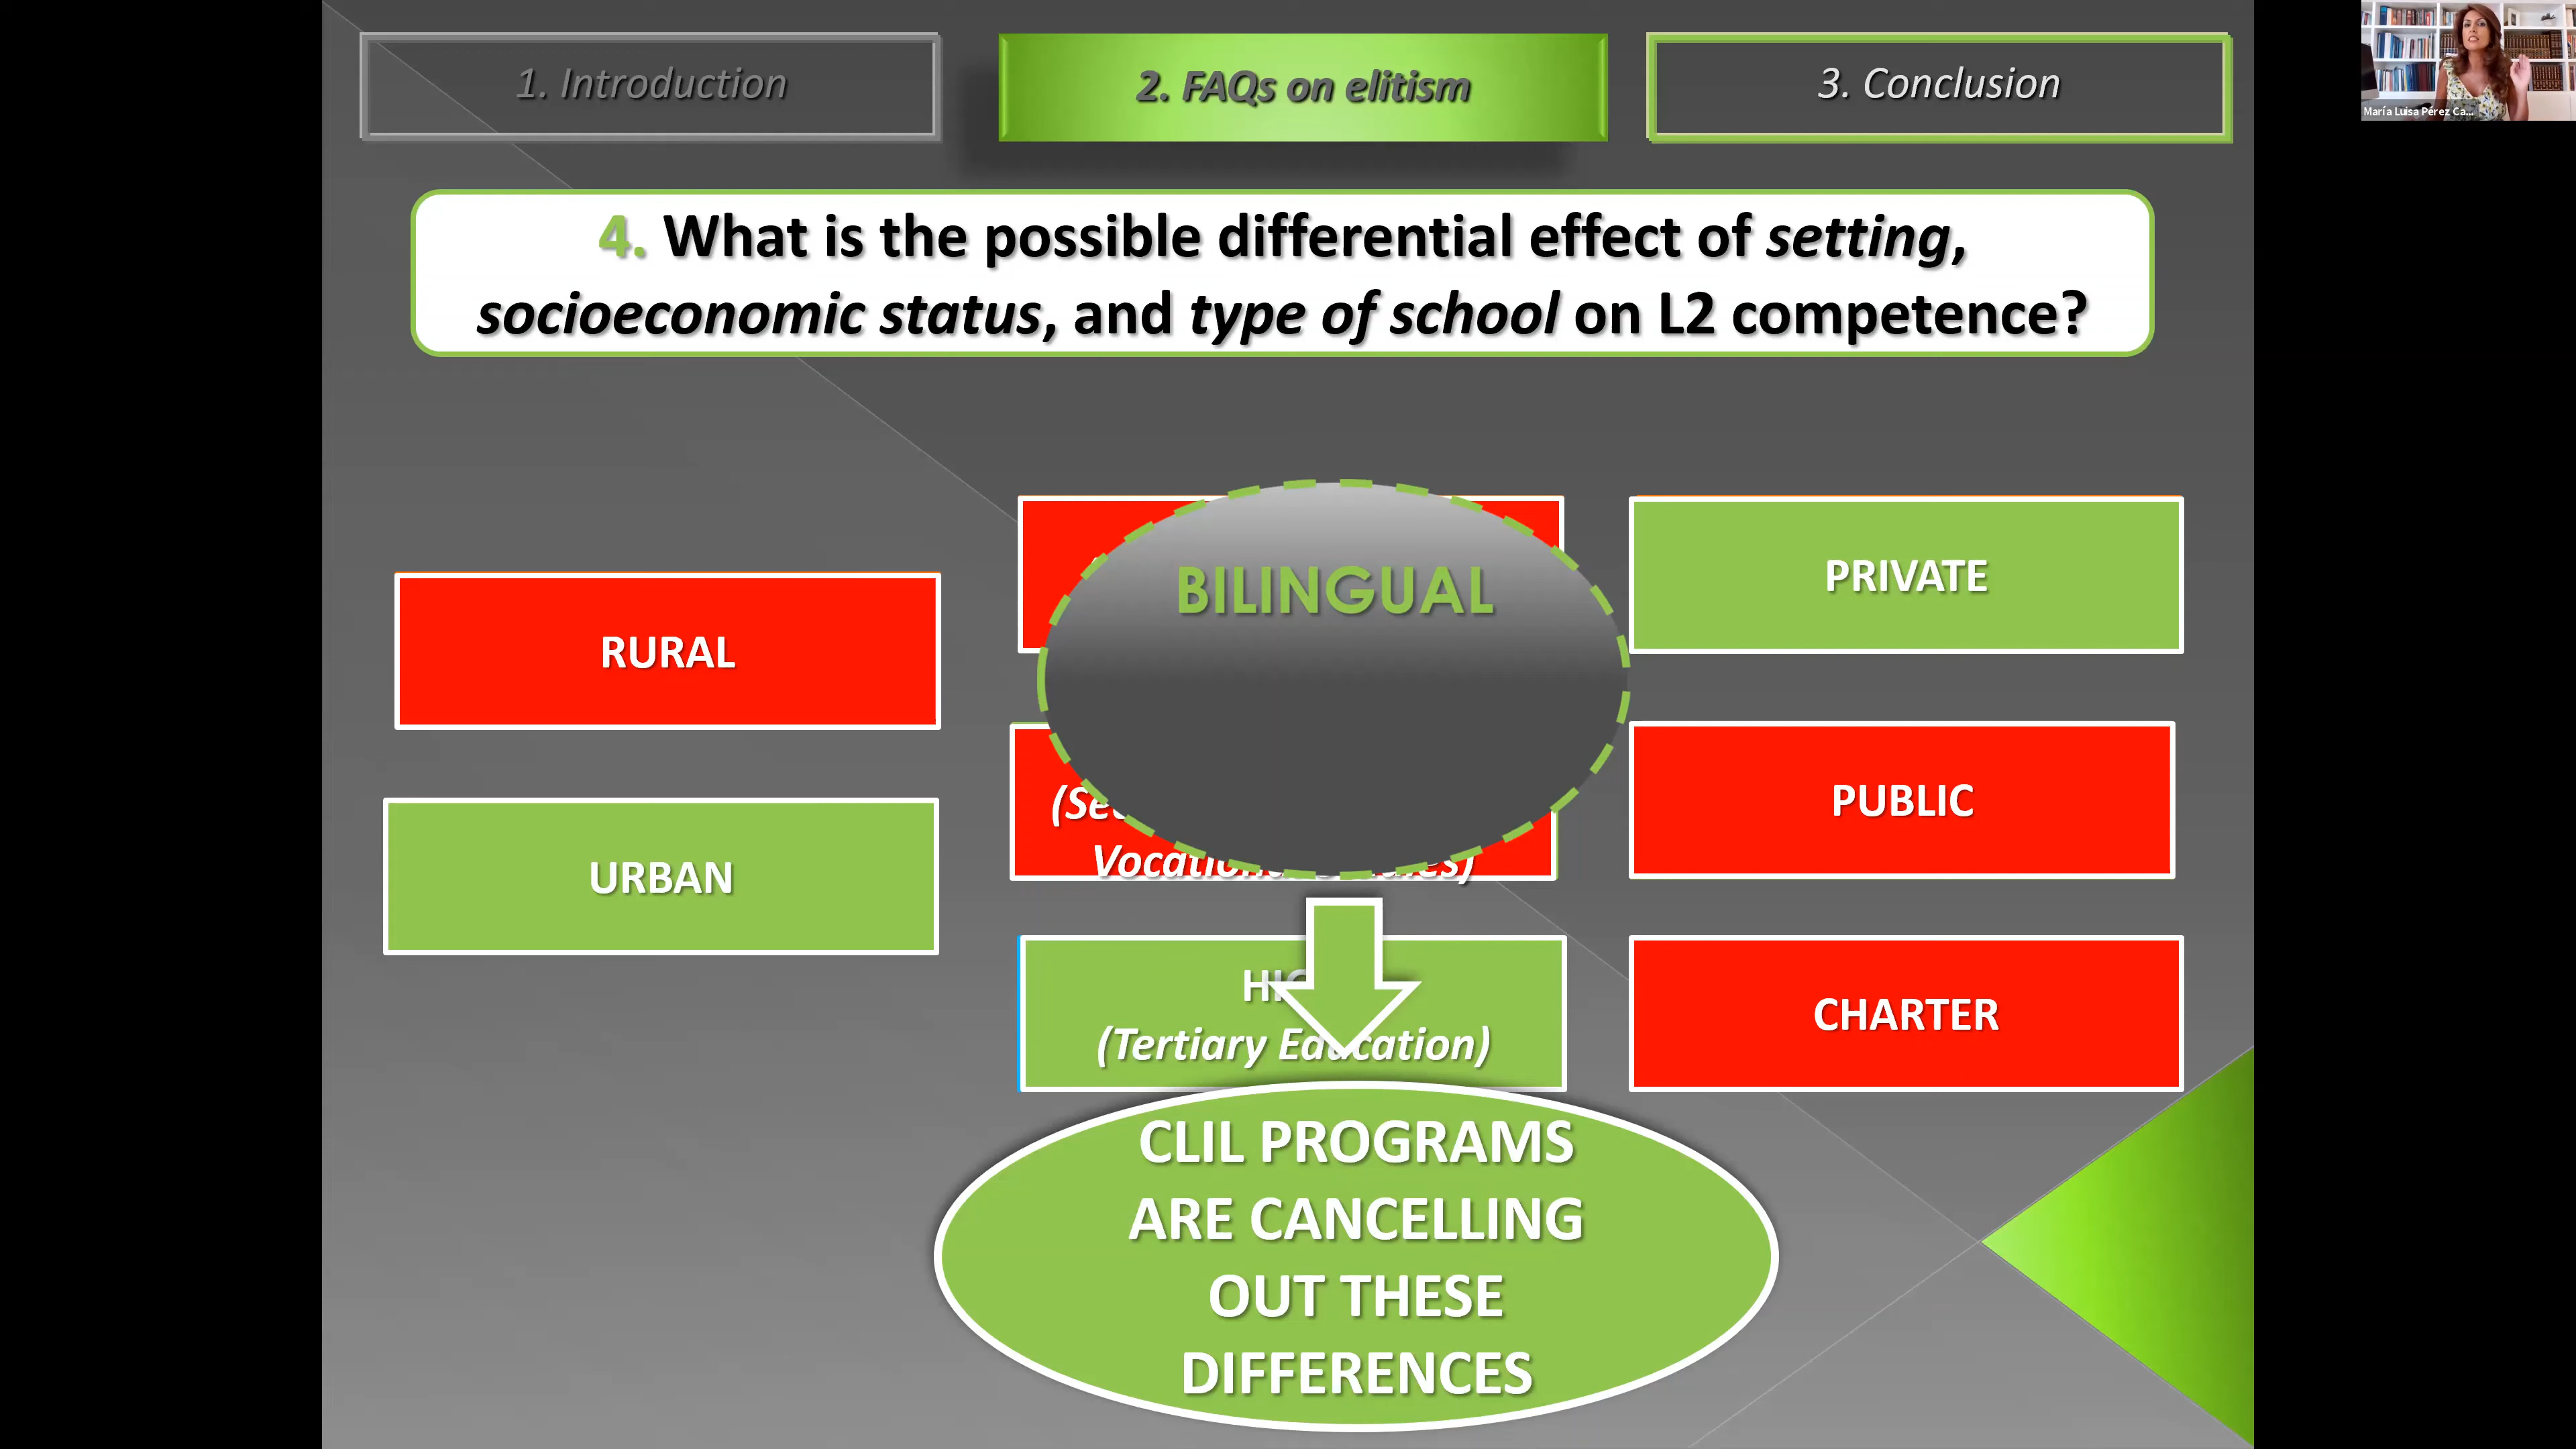 1. Introduction
2. FAQs on elitism
3. Conclusion
María Luisa Pérez Ca...
4. What is the possible differential effect of setting,
socioeconomic status, and type of school on L2 competence?
BILINGUAL
PRIVATE
RURAL
PUBLIC
URBAN
(Tertiary Education)
CHARTER
CLIL PROGRAMS
ARE CANCELLING
OUT THESE
DIFFERENCES